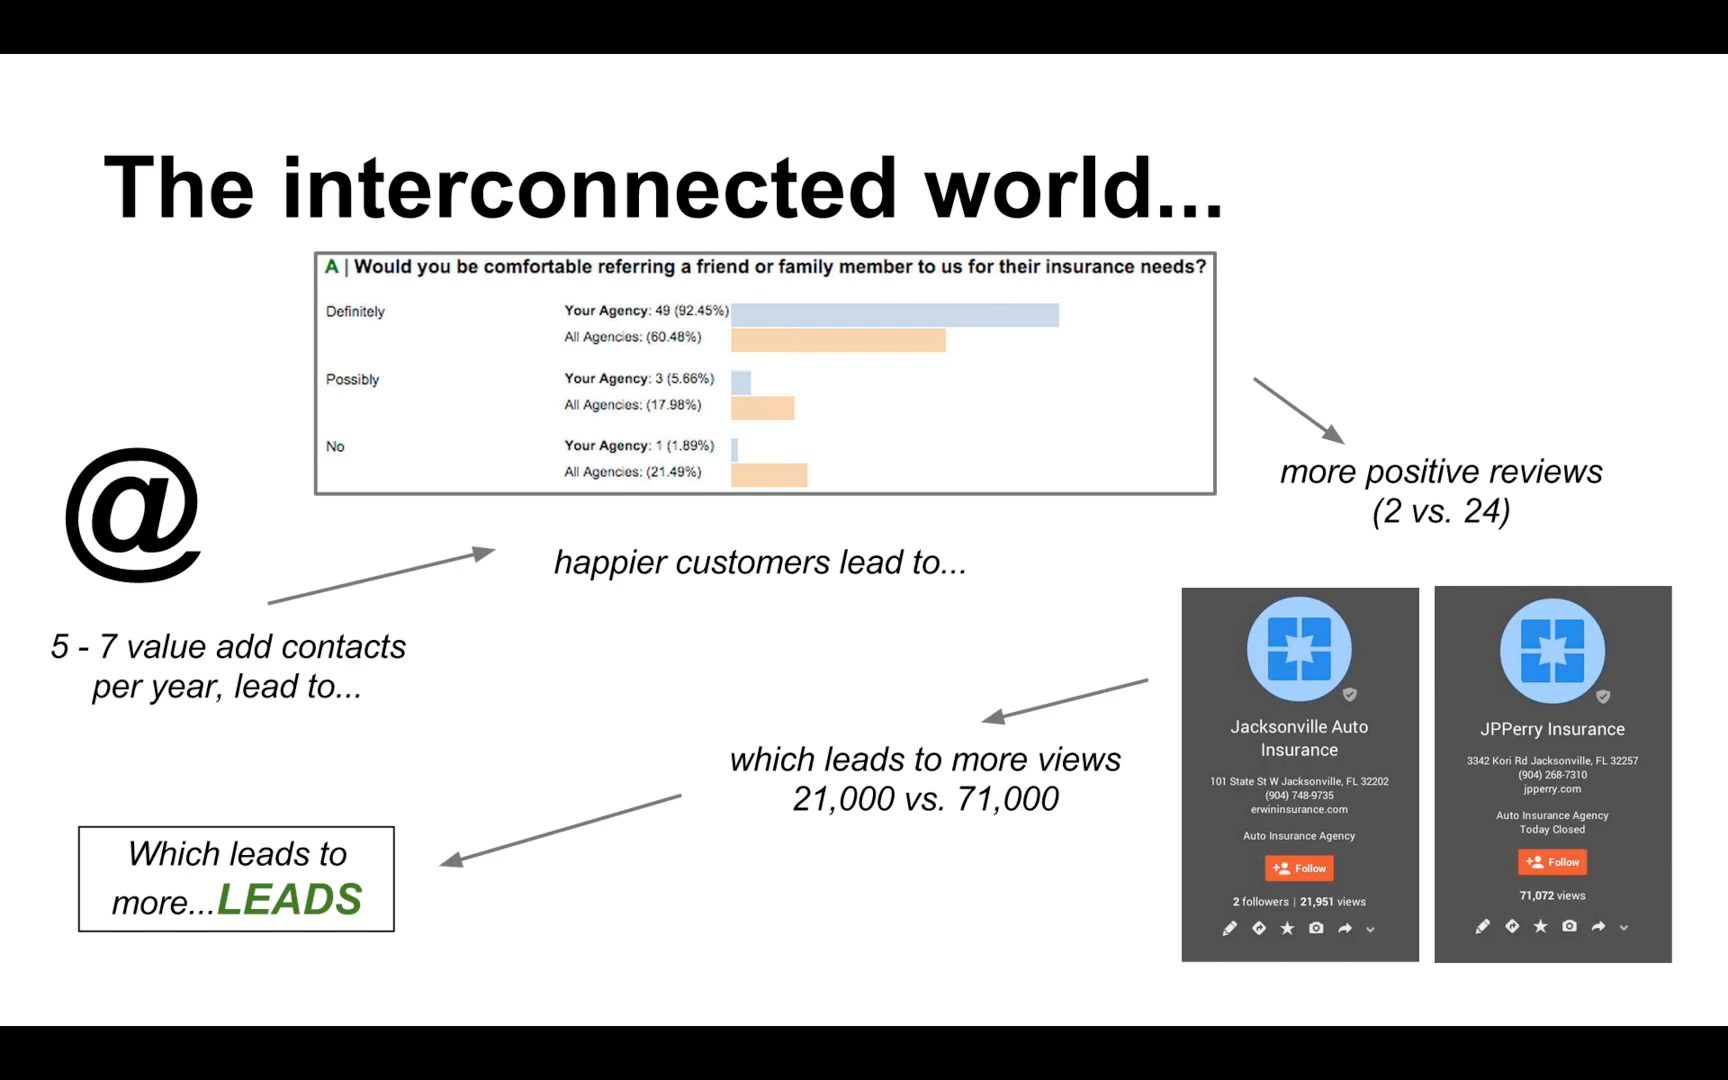 The interconnected world...
A | Would you be comfortable referring a friend or family member to us for their insurance needs?
Definitely
Your Agency: 49 (92.45%)
All Agencies: (60.48%)
Possibly
Your Agency: 3 (5.66%)
All Agencies: (17.98%)
No
Your Agency: 1 (1.89%)
All Agencies: (21.49%)
@
5 - 7 value add contacts
per year, lead to...
happier customers lead to...
more positive reviews
(2 vs. 24)
Jacksonville Auto
Insurance
101 State St W Jacksonville, FL 32202
(904) 748-9735
erwininsurance.com
Auto Insurance Agency
Follow
2 followers | 21,951 views
JPPerry Insurance
3342 Kori Rd Jacksonville, FL 32257
(904) 268-7310
jpperry.com
Auto Insurance Agency
Today Closed
Follow
71,072 views
which leads to more views
21,000 vs. 71,000
Which leads to
more...LEADS